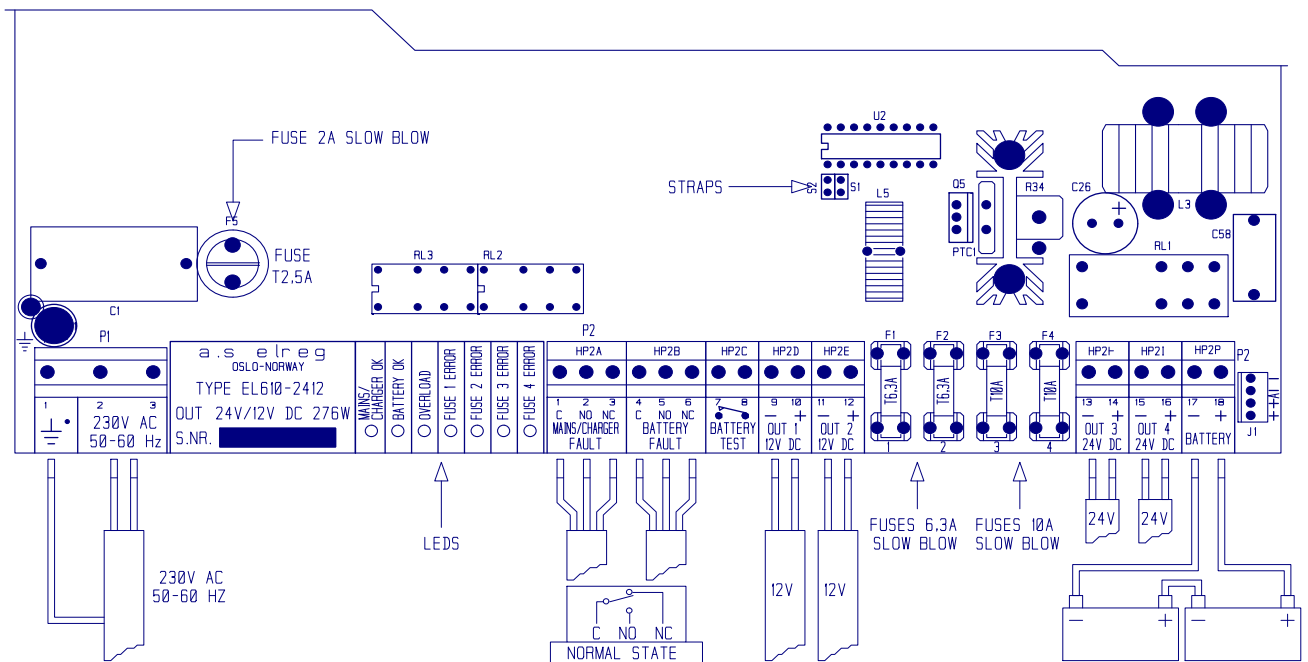 FUSE 2A SLOW BLOW
F5
FUSE
T2,5A
C1
RL3
RL2
STRAPS
S2
S1
U2
L5
Q5
PTC1
R34
C26
+
L3
RL1
C58
P1
1 2 3
230V AC
50-60 Hz
a.s elreg
OSLO-NORWAY
TYPE EL610-2412
OUT 24V/12V DC 276W
S.NR.
MAINS/
CHARGER OK
BATTERY OK
OVERLOAD
FUSE 1 ERROR
FUSE 2 ERROR
FUSE 3 ERROR
FUSE 4 ERROR
P2
HP2A
1 2 3
C NO NC
MAINS/CHARGER
FAULT
HP2B
4 5 6
C NO NC
BATTERY
FAULT
HP2C
7 8
BATTERY
TEST
HP2D
9 10
- +
OUT 1
12V DC
HP2E
11 12
- +
OUT 2
12V DC
F1
T6,3A
1
F2
T6,3A
2
F3
T10A
3
F4
T10A
4
HP2H
13 14
- +
OUT 3
24V DC
HP2I
15 16
- +
OUT 4
24V DC
HP2P
17 18
- +
BATTERY
P2
+AI-
J1
LEDS
230V AC
50-60 HZ
C NO NC
NORMAL STATE
12V
12V
FUSES 6,3A
SLOW BLOW
FUSES 10A
SLOW BLOW
24V
24V
- +
- +